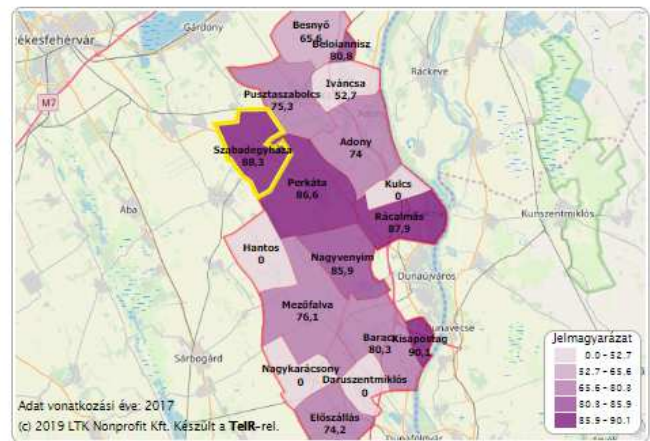 Gárdony
zékesfehérvár
Besnyő
65,6
Beloiannisz
80,8
Ráckeve
Iváncsa
52,7
M7
Pusztaszabolcs
75,3
Szabadegyháza
88,3
Adony
74
Perkáta
86,6
Kulcs
0
Aba
Rácalmás
87,9
Kunszentmiklós
Hantos
0
Nagyvenyim
85,9
Dunaújváros
Mezőfalva
76,1
Baracs
80,3
Kisapostag
90,1
Dunavecse
Sárbogárd
Nagykarácsony
0
Daruszentmiklós
0
Előszállás
74,2
Dunaföldvár
Jelmagyarázat
0.0 - 52.7
52.7 - 65.6
65.6 - 80.8
80.8 - 85.9
85.9 - 90.1
Adat vonatkozási éve: 2017
(c) 2019 LTK Nonprofit Kft. Készült a TeIR-rel.